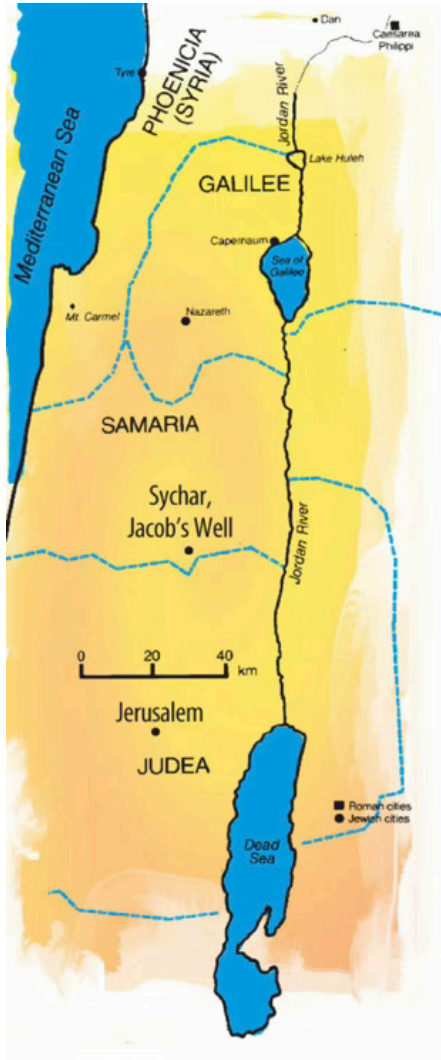 Dan
Caesarea
Philippi
Tyre
PHOENICIA
(SYRIA)
Jordan River
Mediterranean Sea
Lake Huleh
GALILEE
Capernaum
Sea of
Galilee
Mt. Carmel
Nazareth
SAMARIA
Sychar,
Jacob's Well
Jordan River
0 20 40
km
Jerusalem
JUDEA
Roman cities
Jewish cities
Dead
Sea